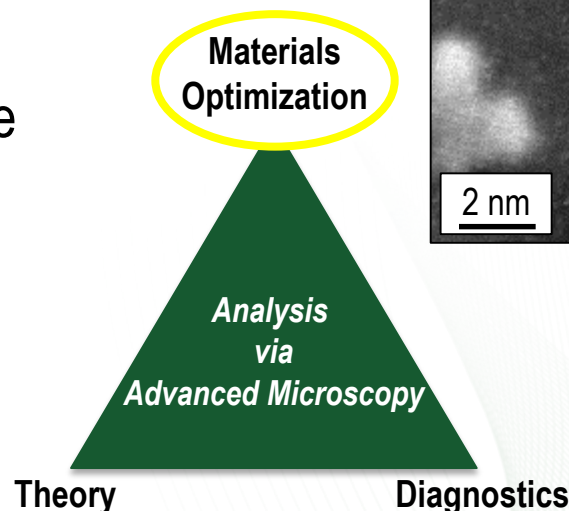 Materials
Optimization
e
2 nm
Analysis
via
Advanced Microscopy
Theory
Diagnostics